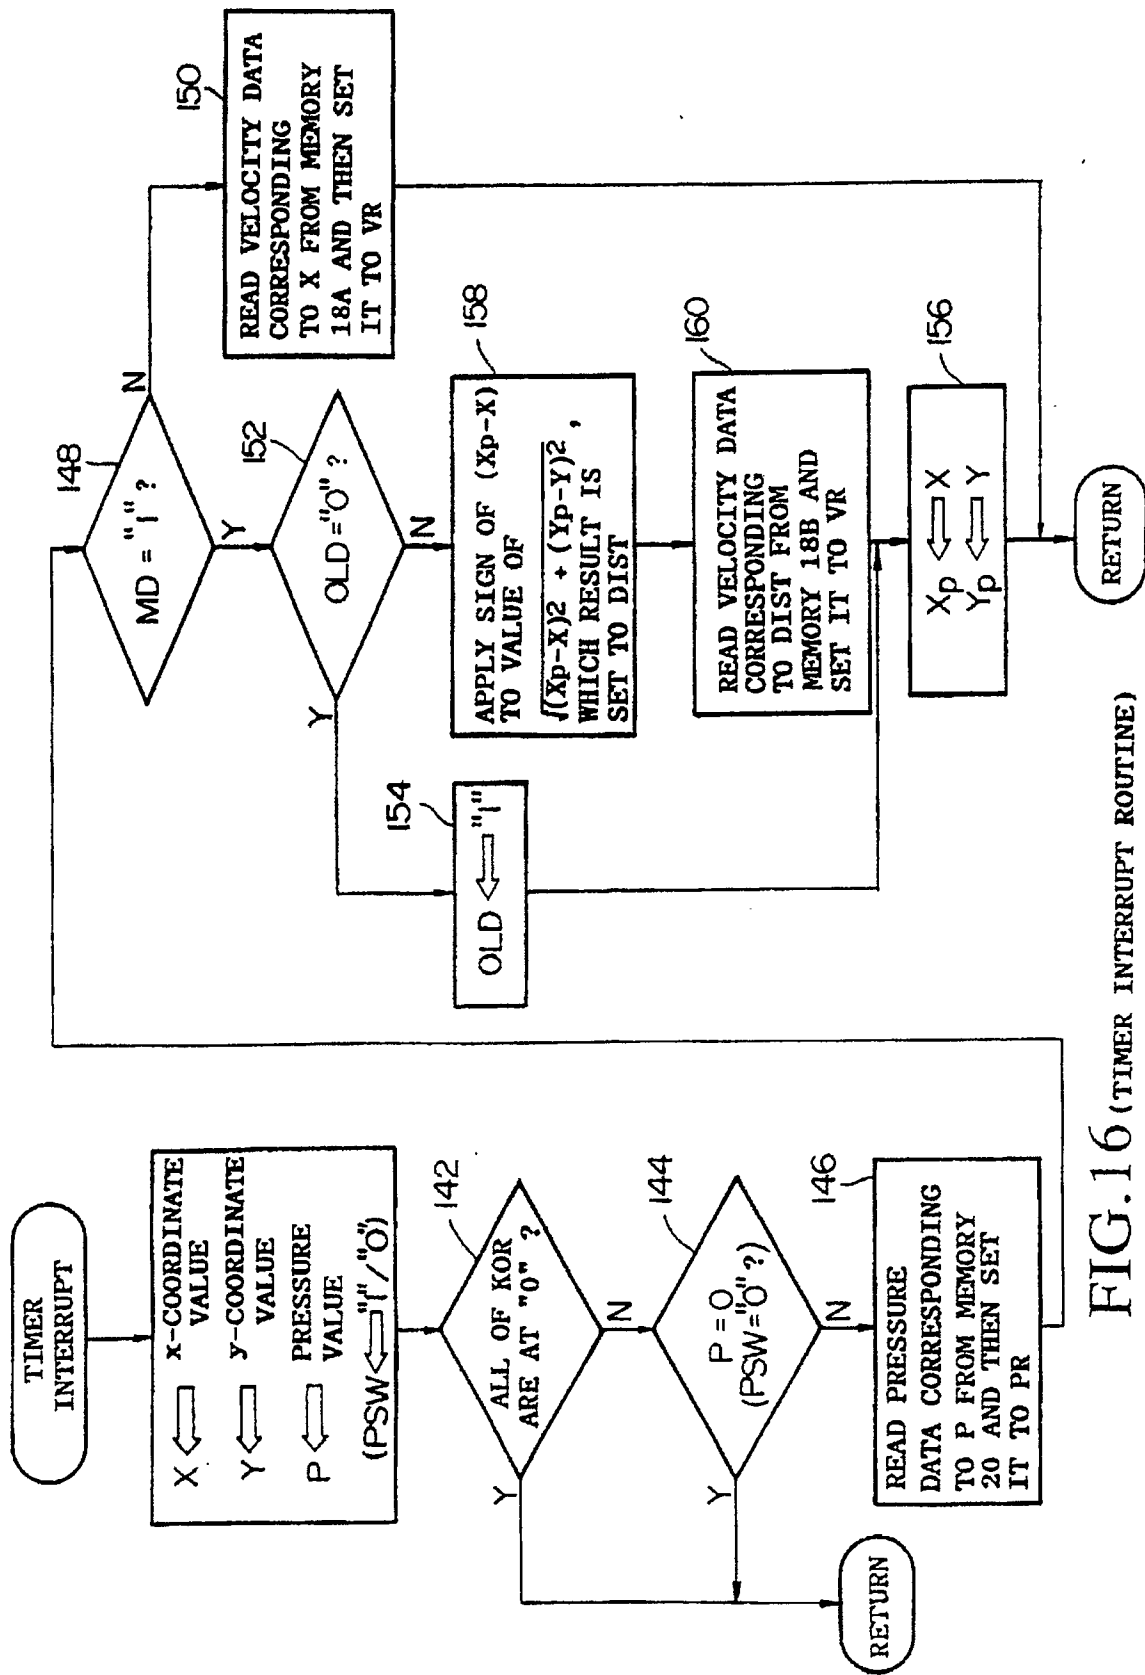 TIMER
INTERRUPT
X ⇐ x-COORDINATE
VALUE
Y ⇐ y-COORDINATE
VALUE
P ⇐ PRESSURE
VALUE
(PSW ⇐ "1"/"0")
142
ALL OF KOR
ARE AT "0" ?
Y
N
144
P = 0
(PSW="0" ?)
Y
N
146
READ PRESSURE
DATA CORRESPONDING
TO P FROM MEMORY
20 AND THEN SET
IT TO PR
RETURN
148
MD = "1" ?
N
Y
150
READ VELOCITY DATA
CORRESPONDING
TO X FROM MEMORY
18A AND THEN SET
IT TO VR
152
OLD = "0" ?
Y
N
154
OLD ⇐ "1"
158
APPLY SIGN OF (Xp-X)
TO VALUE OF
√(Xp-X)2 + (Yp-Y)2 ,
WHICH RESULT IS
SET TO DIST
160
READ VELOCITY DATA
CORRESPONDING
TO DIST FROM
MEMORY 18B AND
SET IT TO VR
156
Xp ⇐ X
Yp ⇐ Y
RETURN
FIG.16 (TIMER INTERRUPT ROUTINE)